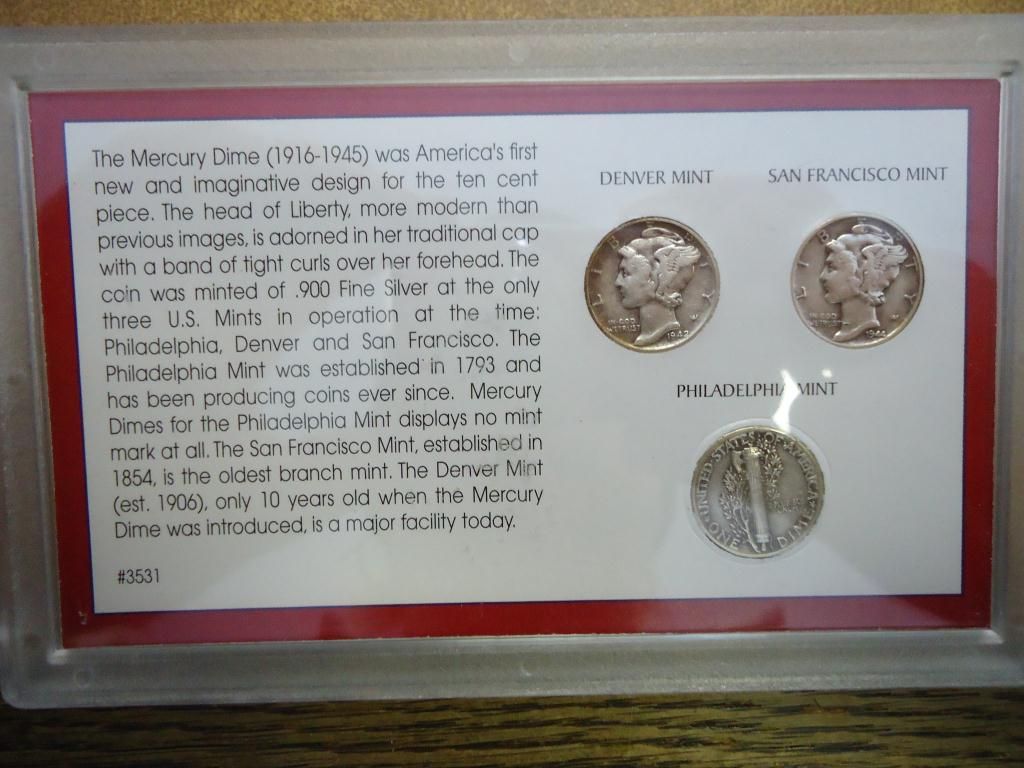 The Mercury Dime (1916-1945) was America's first
new and imaginative design for the ten cent
piece. The head of Liberty, more modern than
previous images, is adorned in her traditional cap
with a band of tight curls over her forehead. The
coin was minted of .900 Fine Silver at the only
three U.S. Mints in operation at the time:
Philadelphia, Denver and San Francisco. The
Philadelphia Mint was established in 1793 and
has been producing coins ever since. Mercury
Dimes for the Philadelphia Mint displays no mint
mark at all. The San Francisco Mint, established in
1854, is the oldest branch mint. The Denver Mint
(est. 1906), only 10 years old when the Mercury
Dime was introduced, is a major facility today.
#3531
DENVER MINT
SAN FRANCISCO MINT
LIBERTY
IN GOD
WE TRUST
1942
LIBERTY
IN GOD
WE TRUST
1944
PHILADELPHIA MINT
UNITED·STATES·OF·AMERICA
ONE DIME